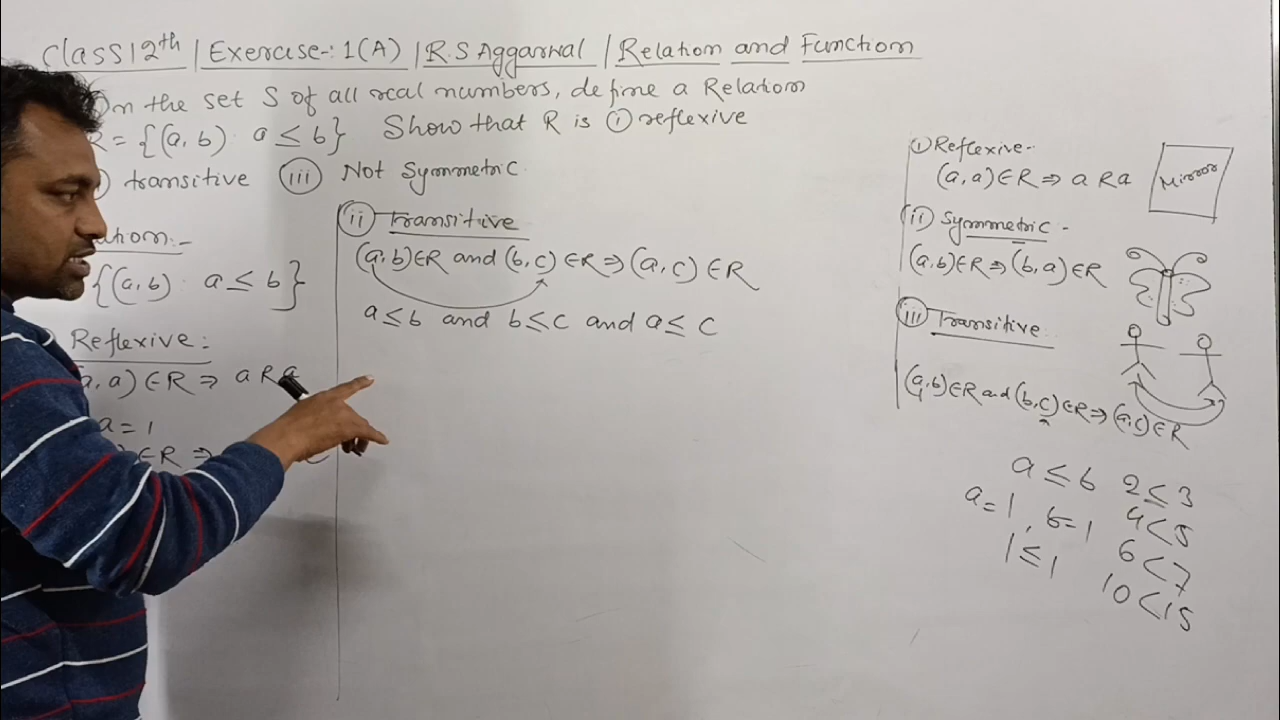 Class 12th | Exercise-: 1(A) | R.S Aggarwal | Relation and Function
On the set S of all real numbers, define a Relation
R = {(a, b) : a ≤ b} Show that R is (i) reflexive
transitive (iii) Not Symmetric
{(a, b) : a ≤ b}
Reflexive:
a, a) ∈ R ⇒ a R a
a = 1
∈ R ⇒
(ii) Transitive
(a, b) ∈ R and (b, c) ∈ R ⇒ (a, c) ∈ R
a ≤ b and b ≤ c and a ≤ c
(i) Reflexive-
(a, a) ∈ R ⇒ a R a
Mirror
(ii) Symmetric -
(a, b) ∈ R ⇒ (b, a) ∈ R
(iii) Transitive
(a, b) ∈ R and (b, c) ∈ R ⇒ (a, c) ∈ R
a ≤ b
a = 1, b = 1
1 ≤ 1
2 ≤ 3
4 < 5
6 < 7
10 < 15